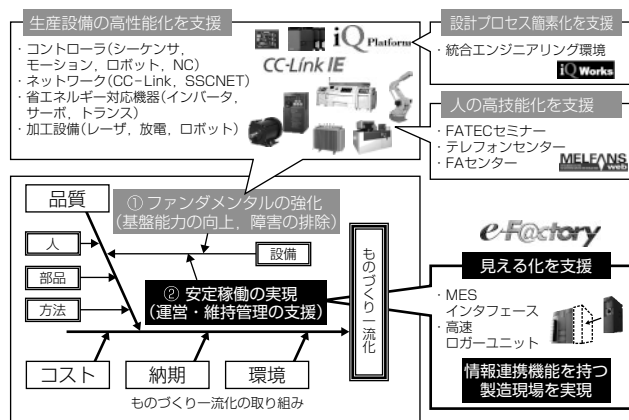 生産設備の高性能化を支援
・コントローラ(シーケンサ,
モーション, ロボット, NC)
・ネットワーク(CC-Link, SSCNET)
・省エネルギー対応機器(インバータ,
サーボ, トランス)
・加工設備(レーザ, 放電, ロボット)
iQ Platform
CC-Link IE
設計プロセス簡素化を支援
・統合エンジニアリング環境
iQ Works
人の高技能化を支援
・FATECセミナー
・テレフォンセンター
・FAセンター
MELFANS web
品質
① ファンダメンタルの強化
(基盤能力の向上, 障害の排除)
人
設備
部品
方法
② 安定稼働の実現
(運営・維持管理の支援)
ものづくり一流化
コスト
納期
環境
ものづくり一流化の取り組み
e-F@ctory
見える化を支援
・MES
インタフェース
・高速
ロガーユニット
情報連携機能を持つ
製造現場を実現